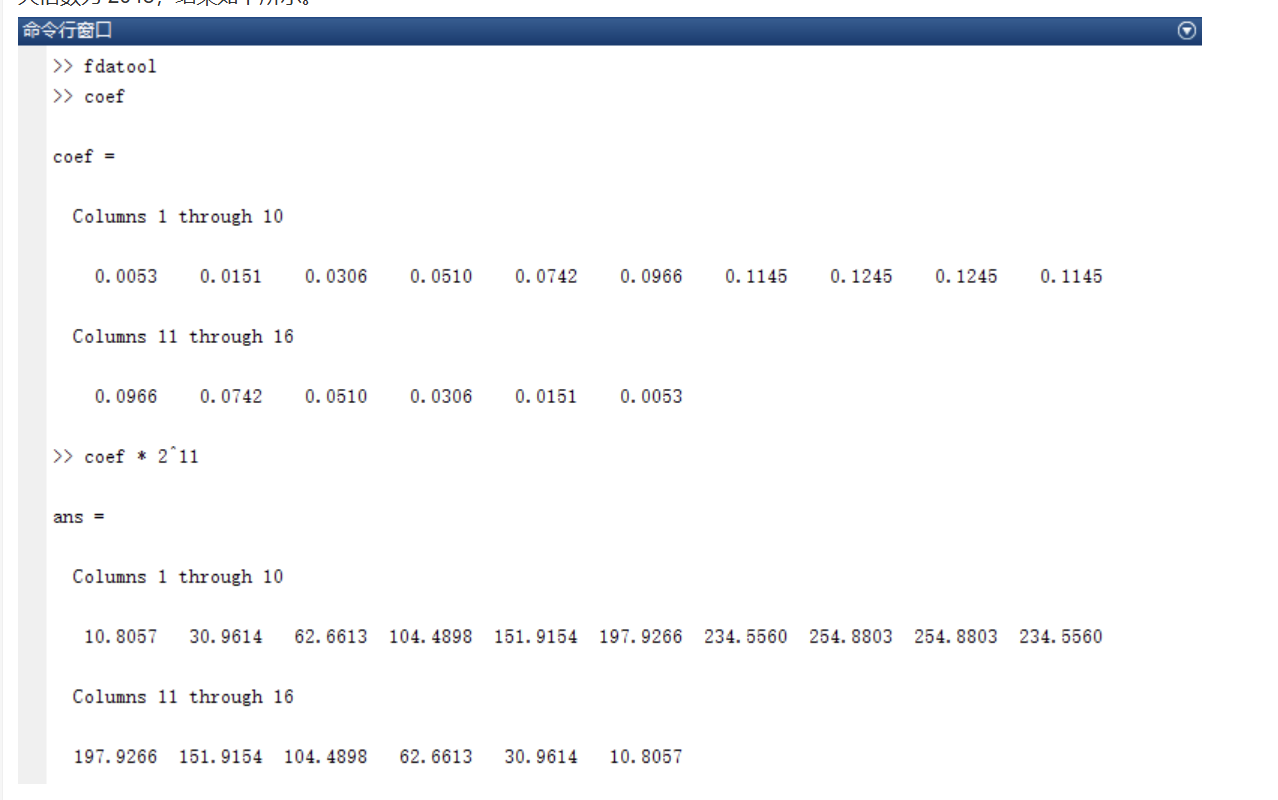 命令行窗口
>> fdatool
>> coef
coef =
Columns 1 through 10
0.0053 0.0151 0.0306 0.0510 0.0742 0.0966 0.1145 0.1245 0.1245 0.1145
Columns 11 through 16
0.0966 0.0742 0.0510 0.0306 0.0151 0.0053
>> coef * 2^11
ans =
Columns 1 through 10
10.8057 30.9614 62.6613 104.4898 151.9154 197.9266 234.5560 254.8803 254.8803 234.5560
Columns 11 through 16
197.9266 151.9154 104.4898 62.6613 30.9614 10.8057